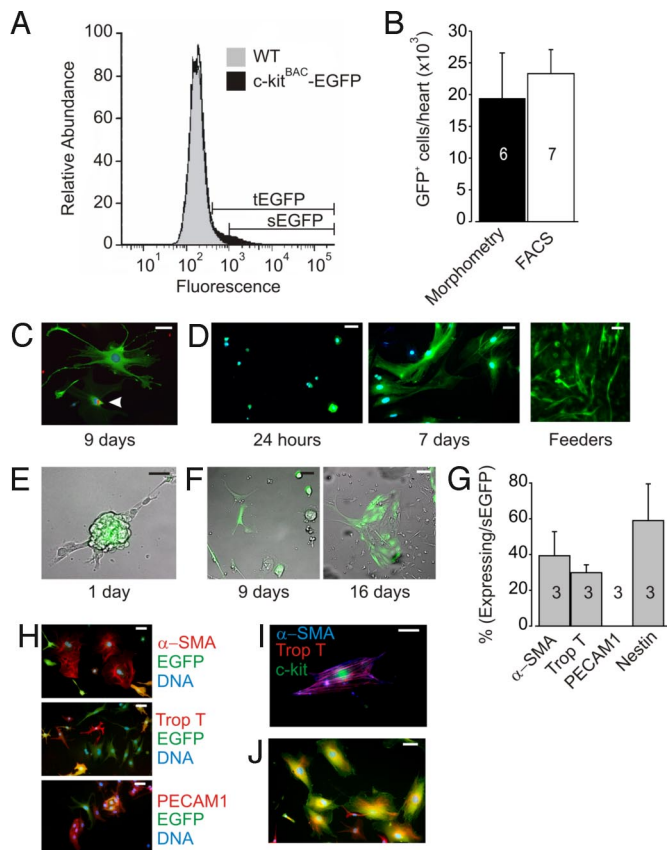 A
WT
c-kitBAC-EGFP
Relative Abundance
100
80
60
40
20
0
tEGFP
sEGFP
10^1
10^2
10^3
10^4
10^5
Fluorescence
B
GFP+ cells/heart (x10^3)
30
25
20
15
10
5
0
6
7
Morphometry
FACS
C
9 days
D
24 hours
7 days
Feeders
E
1 day
F
9 days
16 days
G
% (Expressing/sEGFP)
80
60
40
20
0
3
3
3
3
α-SMA
Trop T
PECAM1
Nestin
H
α-SMA
EGFP
DNA
Trop T
EGFP
DNA
PECAM1
EGFP
DNA
I
α-SMA
Trop T
c-kit
J